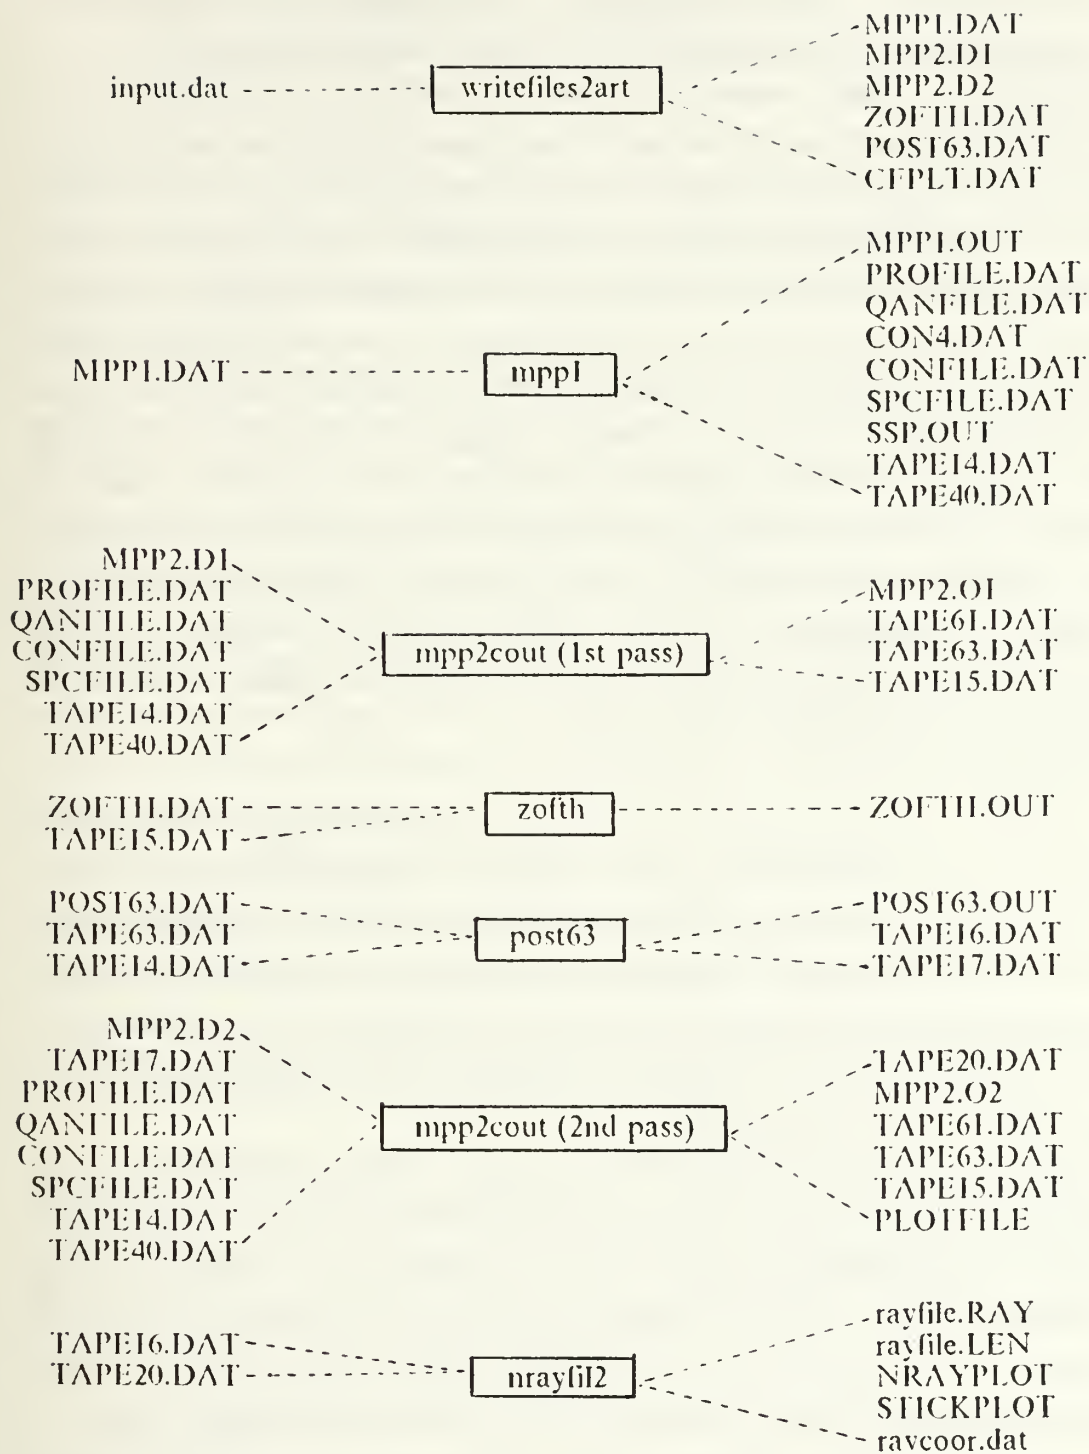 input.dat
writefiles2art
MPP1.DAT
MPP2.D1
MPP2.D2
ZOFTH.DAT
POST63.DAT
CFPLT.DAT
MPP1.DAT
mpp1
MPP1.OUT
PROFILE.DAT
QANFILE.DAT
CON4.DAT
CONFILE.DAT
SPCFILE.DAT
SSP.OUT
TAPE14.DAT
TAPE40.DAT
MPP2.D1
PROFILE.DAT
QANFILE.DAT
CONFILE.DAT
SPCFILE.DAT
TAPE14.DAT
TAPE40.DAT
mpp2cout (1st pass)
MPP2.O1
TAPE61.DAT
TAPE63.DAT
TAPE15.DAT
ZOFTH.DAT
TAPE15.DAT
zofth
ZOFTH.OUT
POST63.DAT
TAPE63.DAT
TAPE14.DAT
post63
POST63.OUT
TAPE16.DAT
TAPE17.DAT
MPP2.D2
TAPE17.DAT
PROFILE.DAT
QANFILE.DAT
CONFILE.DAT
SPCFILE.DAT
TAPE14.DAT
TAPE40.DAT
mpp2cout (2nd pass)
TAPE20.DAT
MPP2.O2
TAPE61.DAT
TAPE63.DAT
TAPE15.DAT
PLOTFILE
TAPE16.DAT
TAPE20.DAT
nrayfil2
rayfile.RAY
rayfile.LEN
NRAYPLOT
STICKPLOT
raycoor.dat